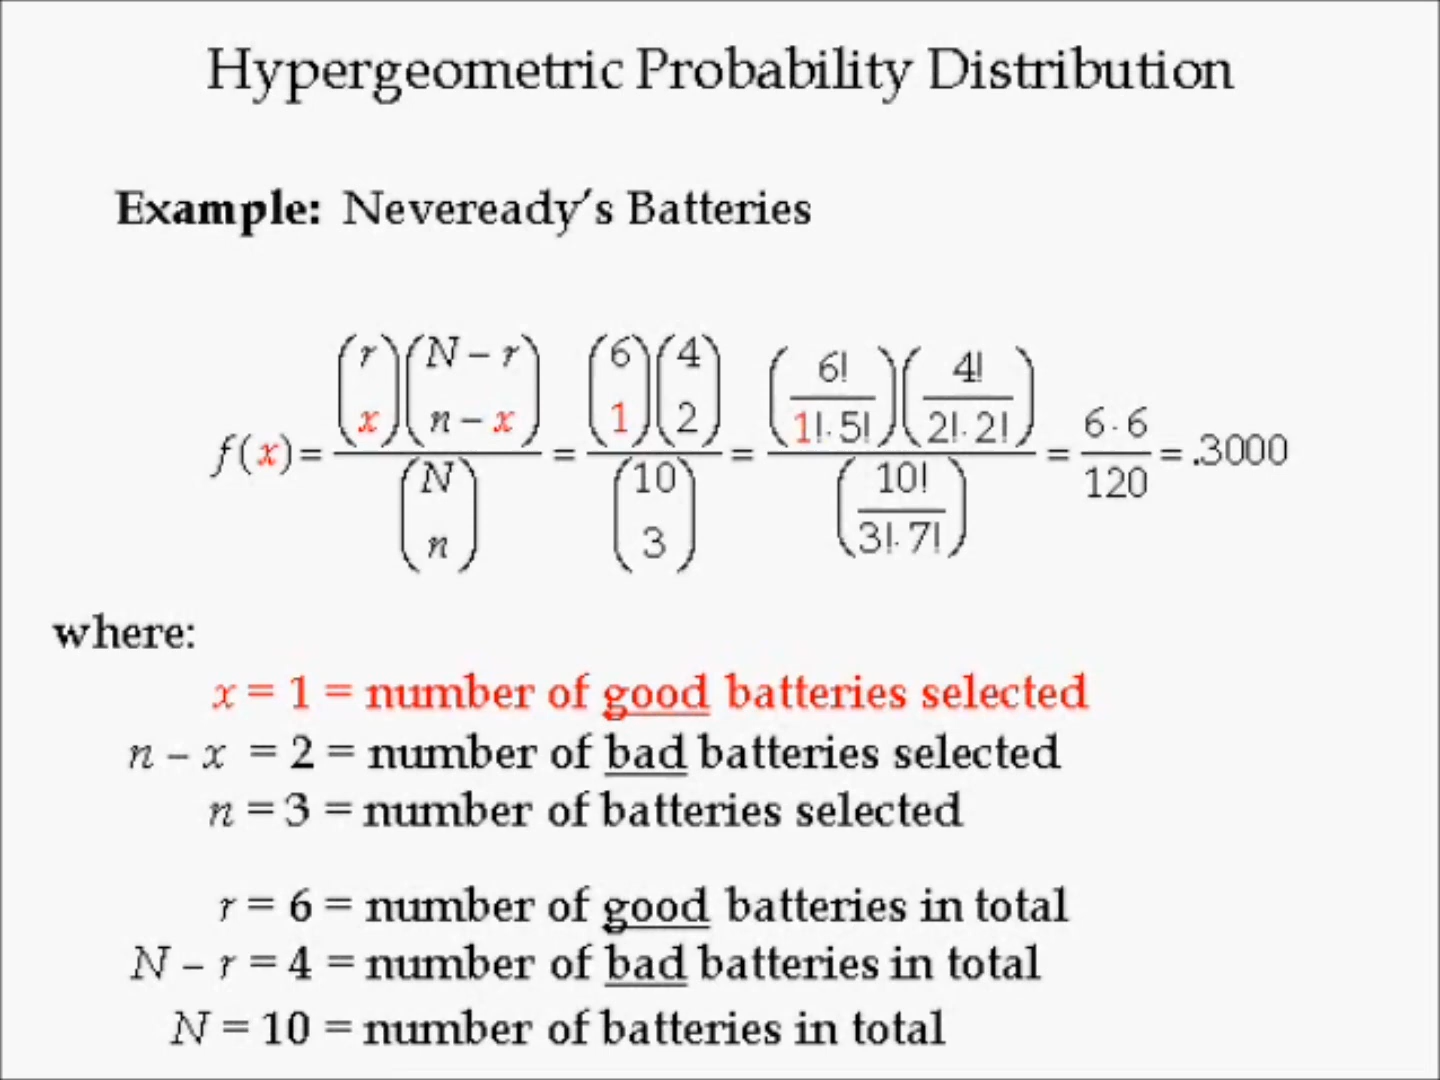 Hypergeometric Probability Distribution
Example: Neveready's Batteries
f(x) = (r x)(N – r n – x) / (N n) = (6 1)(4 2) / (10 3) = (6! / 1!·5!)(4! / 2!·2!) / (10! / 3!·7!) = 6·6 / 120 = .3000
where:
x = 1 = number of good batteries selected
n – x = 2 = number of bad batteries selected
n = 3 = number of batteries selected
r = 6 = number of good batteries in total
N – r = 4 = number of bad batteries in total
N = 10 = number of batteries in total